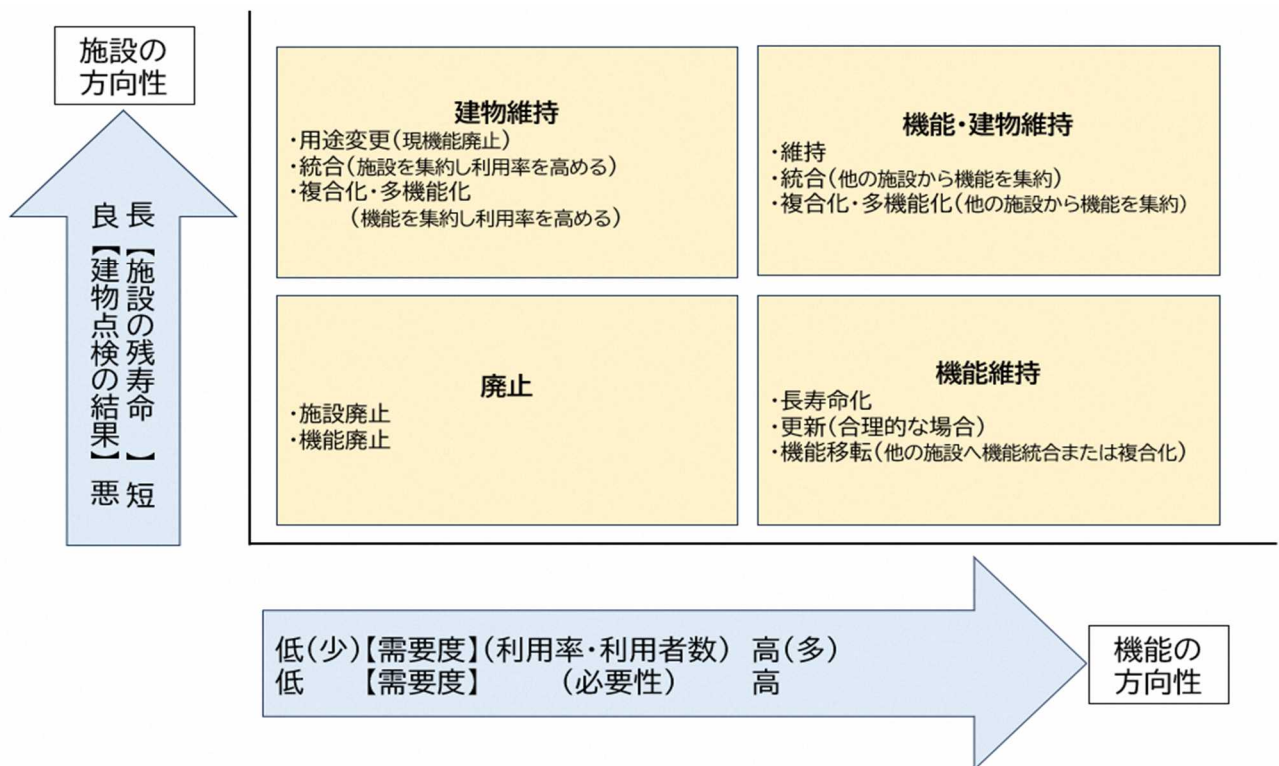 施設の
方向性
長【施設の残寿命 】短
良【建物点検の結果】悪
建物維持
・用途変更(現機能廃止)
・統合(施設を集約し利用率を高める)
・複合化・多機能化
(機能を集約し利用率を高める)
機能・建物維持
・維持
・統合(他の施設から機能を集約)
・複合化・多機能化(他の施設から機能を集約)
廃止
・施設廃止
・機能廃止
機能維持
・長寿命化
・更新(合理的な場合)
・機能移転(他の施設へ機能統合または複合化)
低(少)【需要度】(利用率・利用者数) 高(多)
低 【需要度】 (必要性) 高
機能の
方向性